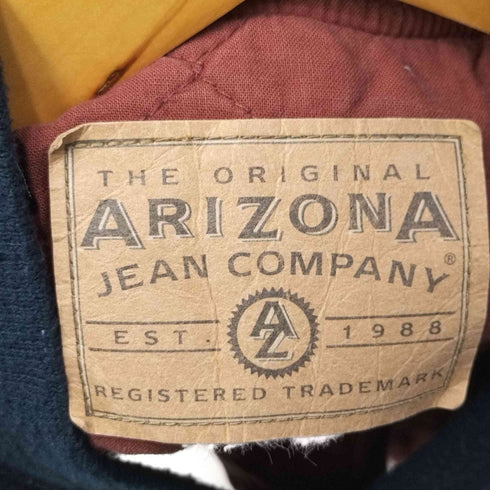 THE ORIGINAL
ARIZONA
JEAN COMPANY®
EST. AZ 1988
REGISTERED TRADEMARK